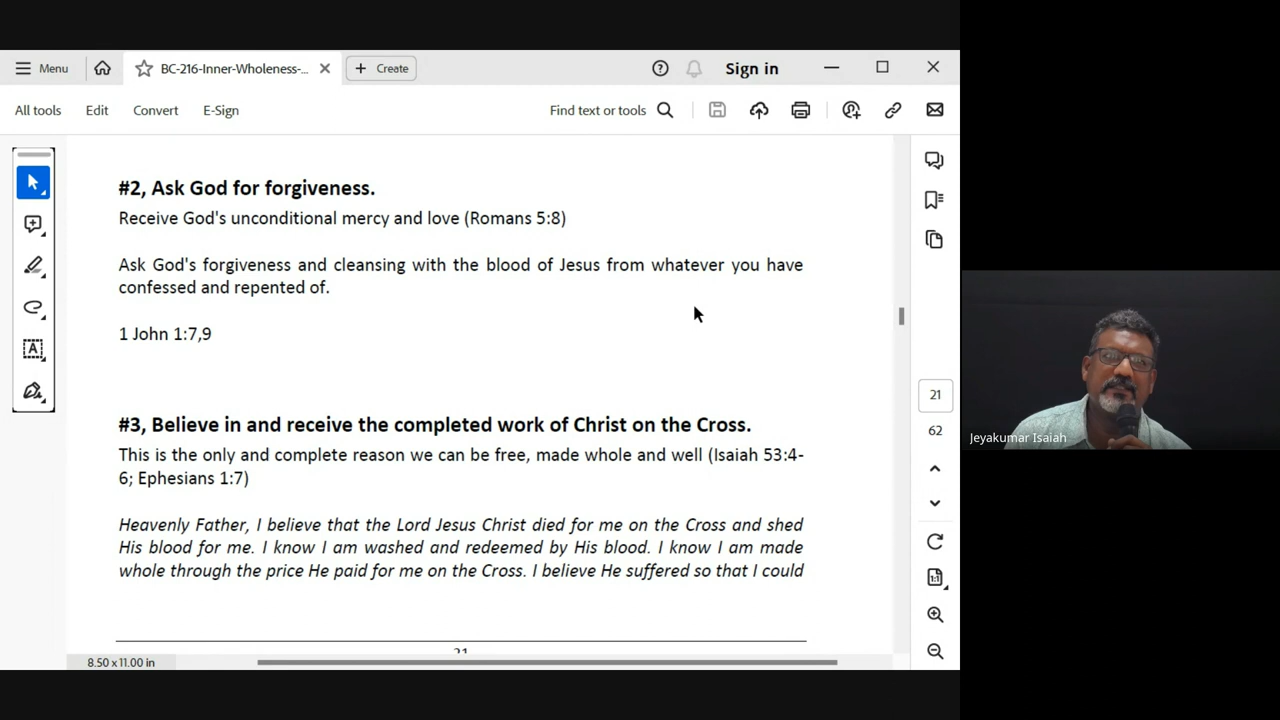 Menu
BC-216-Inner-Wholeness-...
Create
Sign in
All tools
Edit
Convert
E-Sign
Find text or tools
#2, Ask God for forgiveness.
Receive God's unconditional mercy and love (Romans 5:8)
Ask God's forgiveness and cleansing with the blood of Jesus from whatever you have
confessed and repented of.
1 John 1:7,9
#3, Believe in and receive the completed work of Christ on the Cross.
This is the only and complete reason we can be free, made whole and well (Isaiah 53:4-
6; Ephesians 1:7)
Heavenly Father, I believe that the Lord Jesus Christ died for me on the Cross and shed
His blood for me. I know I am washed and redeemed by His blood. I know I am made
whole through the price He paid for me on the Cross. I believe He suffered so that I could
21
8.50 x 11.00 in
21
62
1:1
Jeyakumar Isaiah